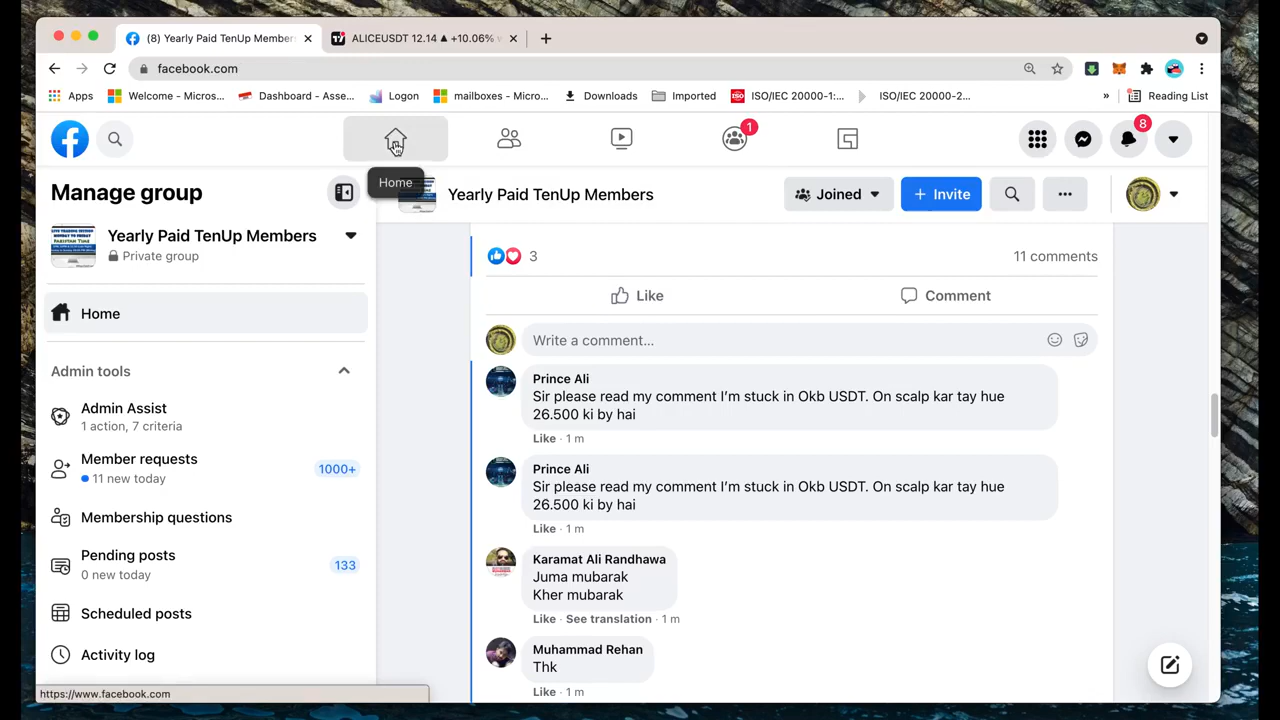 (8) Yearly Paid TenUp Members
ALICEUSDT 12.14 ▲ +10.06%
facebook.com
Apps
Welcome - Micros...
Dashboard - Asse...
Logon
mailboxes – Micros...
Downloads
Imported
ISO/IEC 20000-1:...
ISO/IEC 20000-2...
»
Reading List
1
8
Manage group
Home
Yearly Paid TenUp Members
Joined
+ Invite
Yearly Paid TenUp Members
Private group
Home
Admin tools
Admin Assist
1 action, 7 criteria
Member requests
11 new today
1000+
Membership questions
Pending posts
0 new today
133
Scheduled posts
Activity log
https://www.facebook.com
3
11 comments
Like
Comment
Write a comment...
Prince Ali
Sir please read my comment I'm stuck in Okb USDT. On scalp kar tay hue
26.500 ki by hai
Like · 1 m
Prince Ali
Sir please read my comment I'm stuck in Okb USDT. On scalp kar tay hue
26.500 ki by hai
Like · 1 m
Karamat Ali Randhawa
Juma mubarak
Kher mubarak
Like · See translation · 1 m
Muhammad Rehan
Thk
Like · 1 m